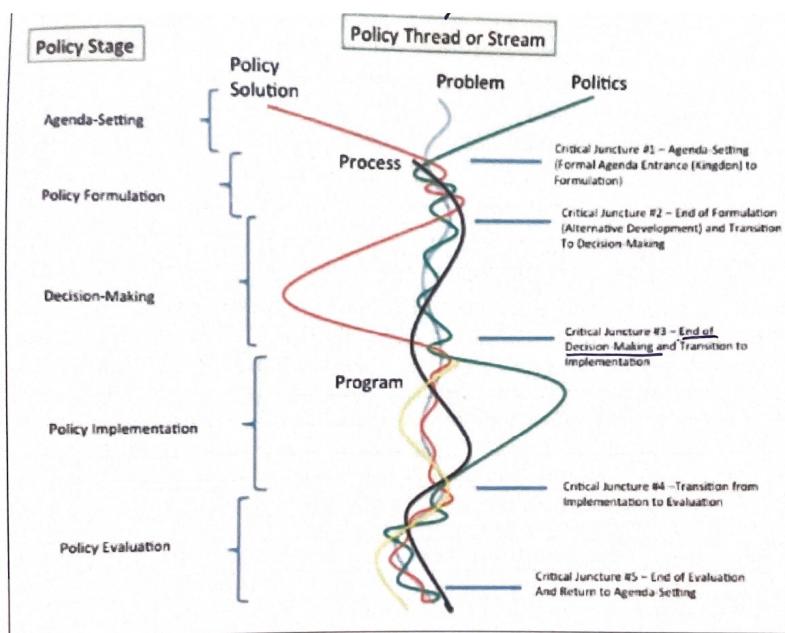 Policy Stage
Policy Thread or Stream
Policy
Solution
Problem
Politics
Agenda-Setting
Process
Critical Juncture #1 – Agenda-Setting
(Formal Agenda Entrance (Kingdon) to
Formulation)
Policy Formulation
Critical Juncture #2 – End of Formulation
(Alternative Development) and Transition
To Decision-Making
Decision-Making
Critical Juncture #3 – End of
Decision-Making and Transition to
Implementation
Program
Policy Implementation
Critical Juncture #4 –Transition from
Implementation to Evaluation
Policy Evaluation
Critical Juncture #5 – End of Evaluation
And Return to Agenda-Setting